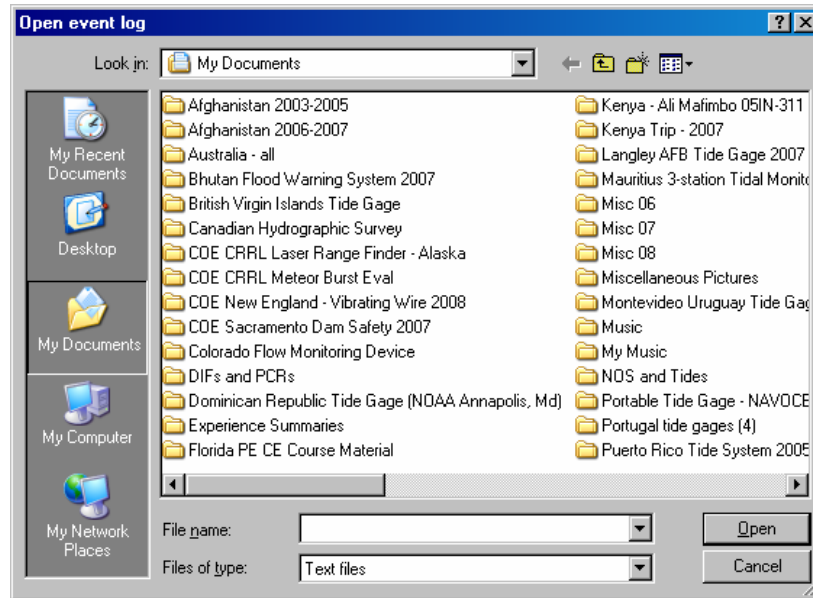 Open event log
Look in: My Documents
My Recent Documents
Desktop
My Documents
My Computer
My Network Places
Afghanistan 2003-2005
Afghanistan 2006-2007
Australia - all
Bhutan Flood Warning System 2007
British Virgin Islands Tide Gage
Canadian Hydrographic Survey
COE CRRL Laser Range Finder - Alaska
COE CRRL Meteor Burst Eval
COE New England - Vibrating Wire 2008
COE Sacramento Dam Safety 2007
Colorado Flow Monitoring Device
DIFs and PCRs
Dominican Republic Tide Gage (NOAA Annapolis, Md)
Experience Summaries
Florida PE CE Course Material
Kenya - Ali Mafimbo 05IN-311
Kenya Trip - 2007
Langley AFB Tide Gage 2007
Mauritius 3-station Tidal Monito
Misc 06
Misc 07
Misc 08
Miscellaneous Pictures
Montevideo Uruguay Tide Gag
Music
My Music
NOS and Tides
Portable Tide Gage - NAVOCE
Portugal tide gages (4)
Puerto Rico Tide System 2005
File name:
Open
Files of type: Text files
Cancel